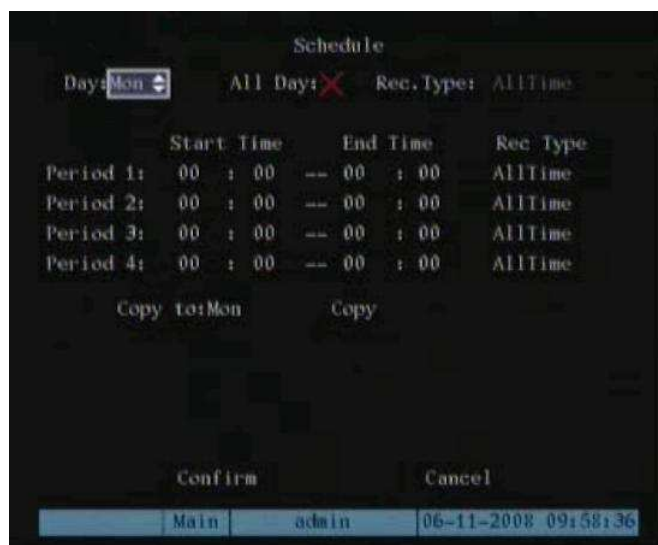 Schedule
Day: Mon All Day: Rec.Type: AllTime
Start Time End Time Rec Type
Period 1: 00 : 00 -- 00 : 00 AllTime
Period 2: 00 : 00 -- 00 : 00 AllTime
Period 3: 00 : 00 -- 00 : 00 AllTime
Period 4: 00 : 00 -- 00 : 00 AllTime
Copy to:Mon Copy
Confirm Cancel
Main admin 06-11-2008 09:58:36